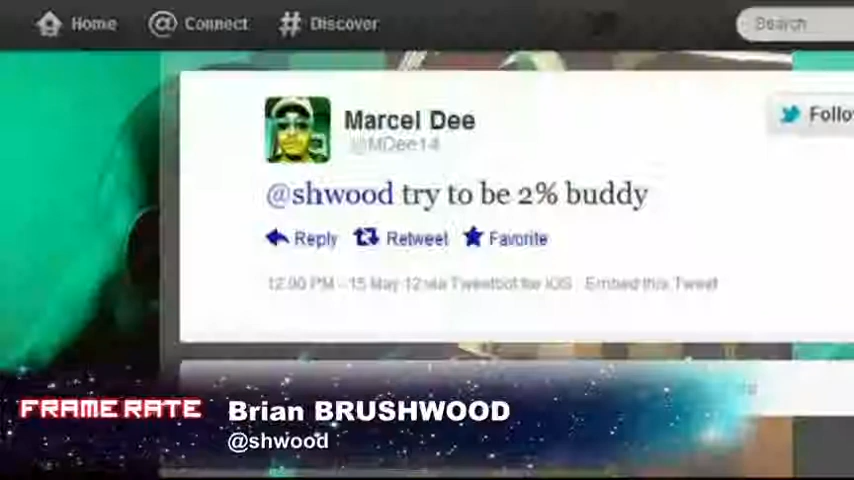 Home Connect Discover Search
Marcel Dee
Follo
@MDee14
@shwood try to be 2% buddy
Reply Retweet Favorite
12:00 PM - 15 May 12 via Tweetbot for iOS Embed this Tweet
FRAME RATE Brian BRUSHWOOD
@shwood